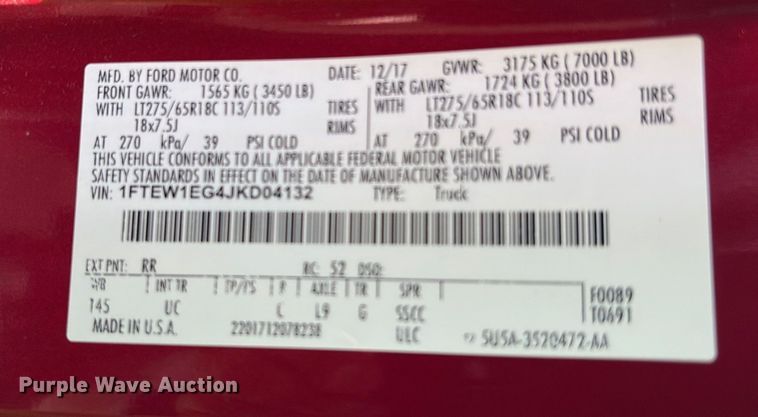 MFD. BY FORD MOTOR CO. DATE: 12/17 GVWR: 3175 KG ( 7000 LB)
FRONT GAWR: 1565 KG ( 3450 LB) REAR GAWR: 1724 KG ( 3800 LB)
WITH LT275/65R18C 113/110S TIRES WITH LT275/65R18C 113/110S TIRES
18x7.5J RIMS 18x7.5J RIMS
AT 270 kPa/ 39 PSI COLD AT 270 kPa/ 39 PSI COLD
THIS VEHICLE CONFORMS TO ALL APPLICABLE FEDERAL MOTOR VEHICLE
SAFETY STANDARDS IN EFFECT ON THE DATE OF MANUFACTURE SHOWN ABOVE.
VIN: 1FTEW1EG4JKD04132 TYPE: Truck
EXT PNT: RR RC: 52 DSO:
WB INT TR TP/PS R AXLE TR SPR F0089
145 UC C L9 G SSCC T0691
MADE IN U.S.A. 2201712078238 ULC 5U5A-3520472-AA
Purple Wave Auction